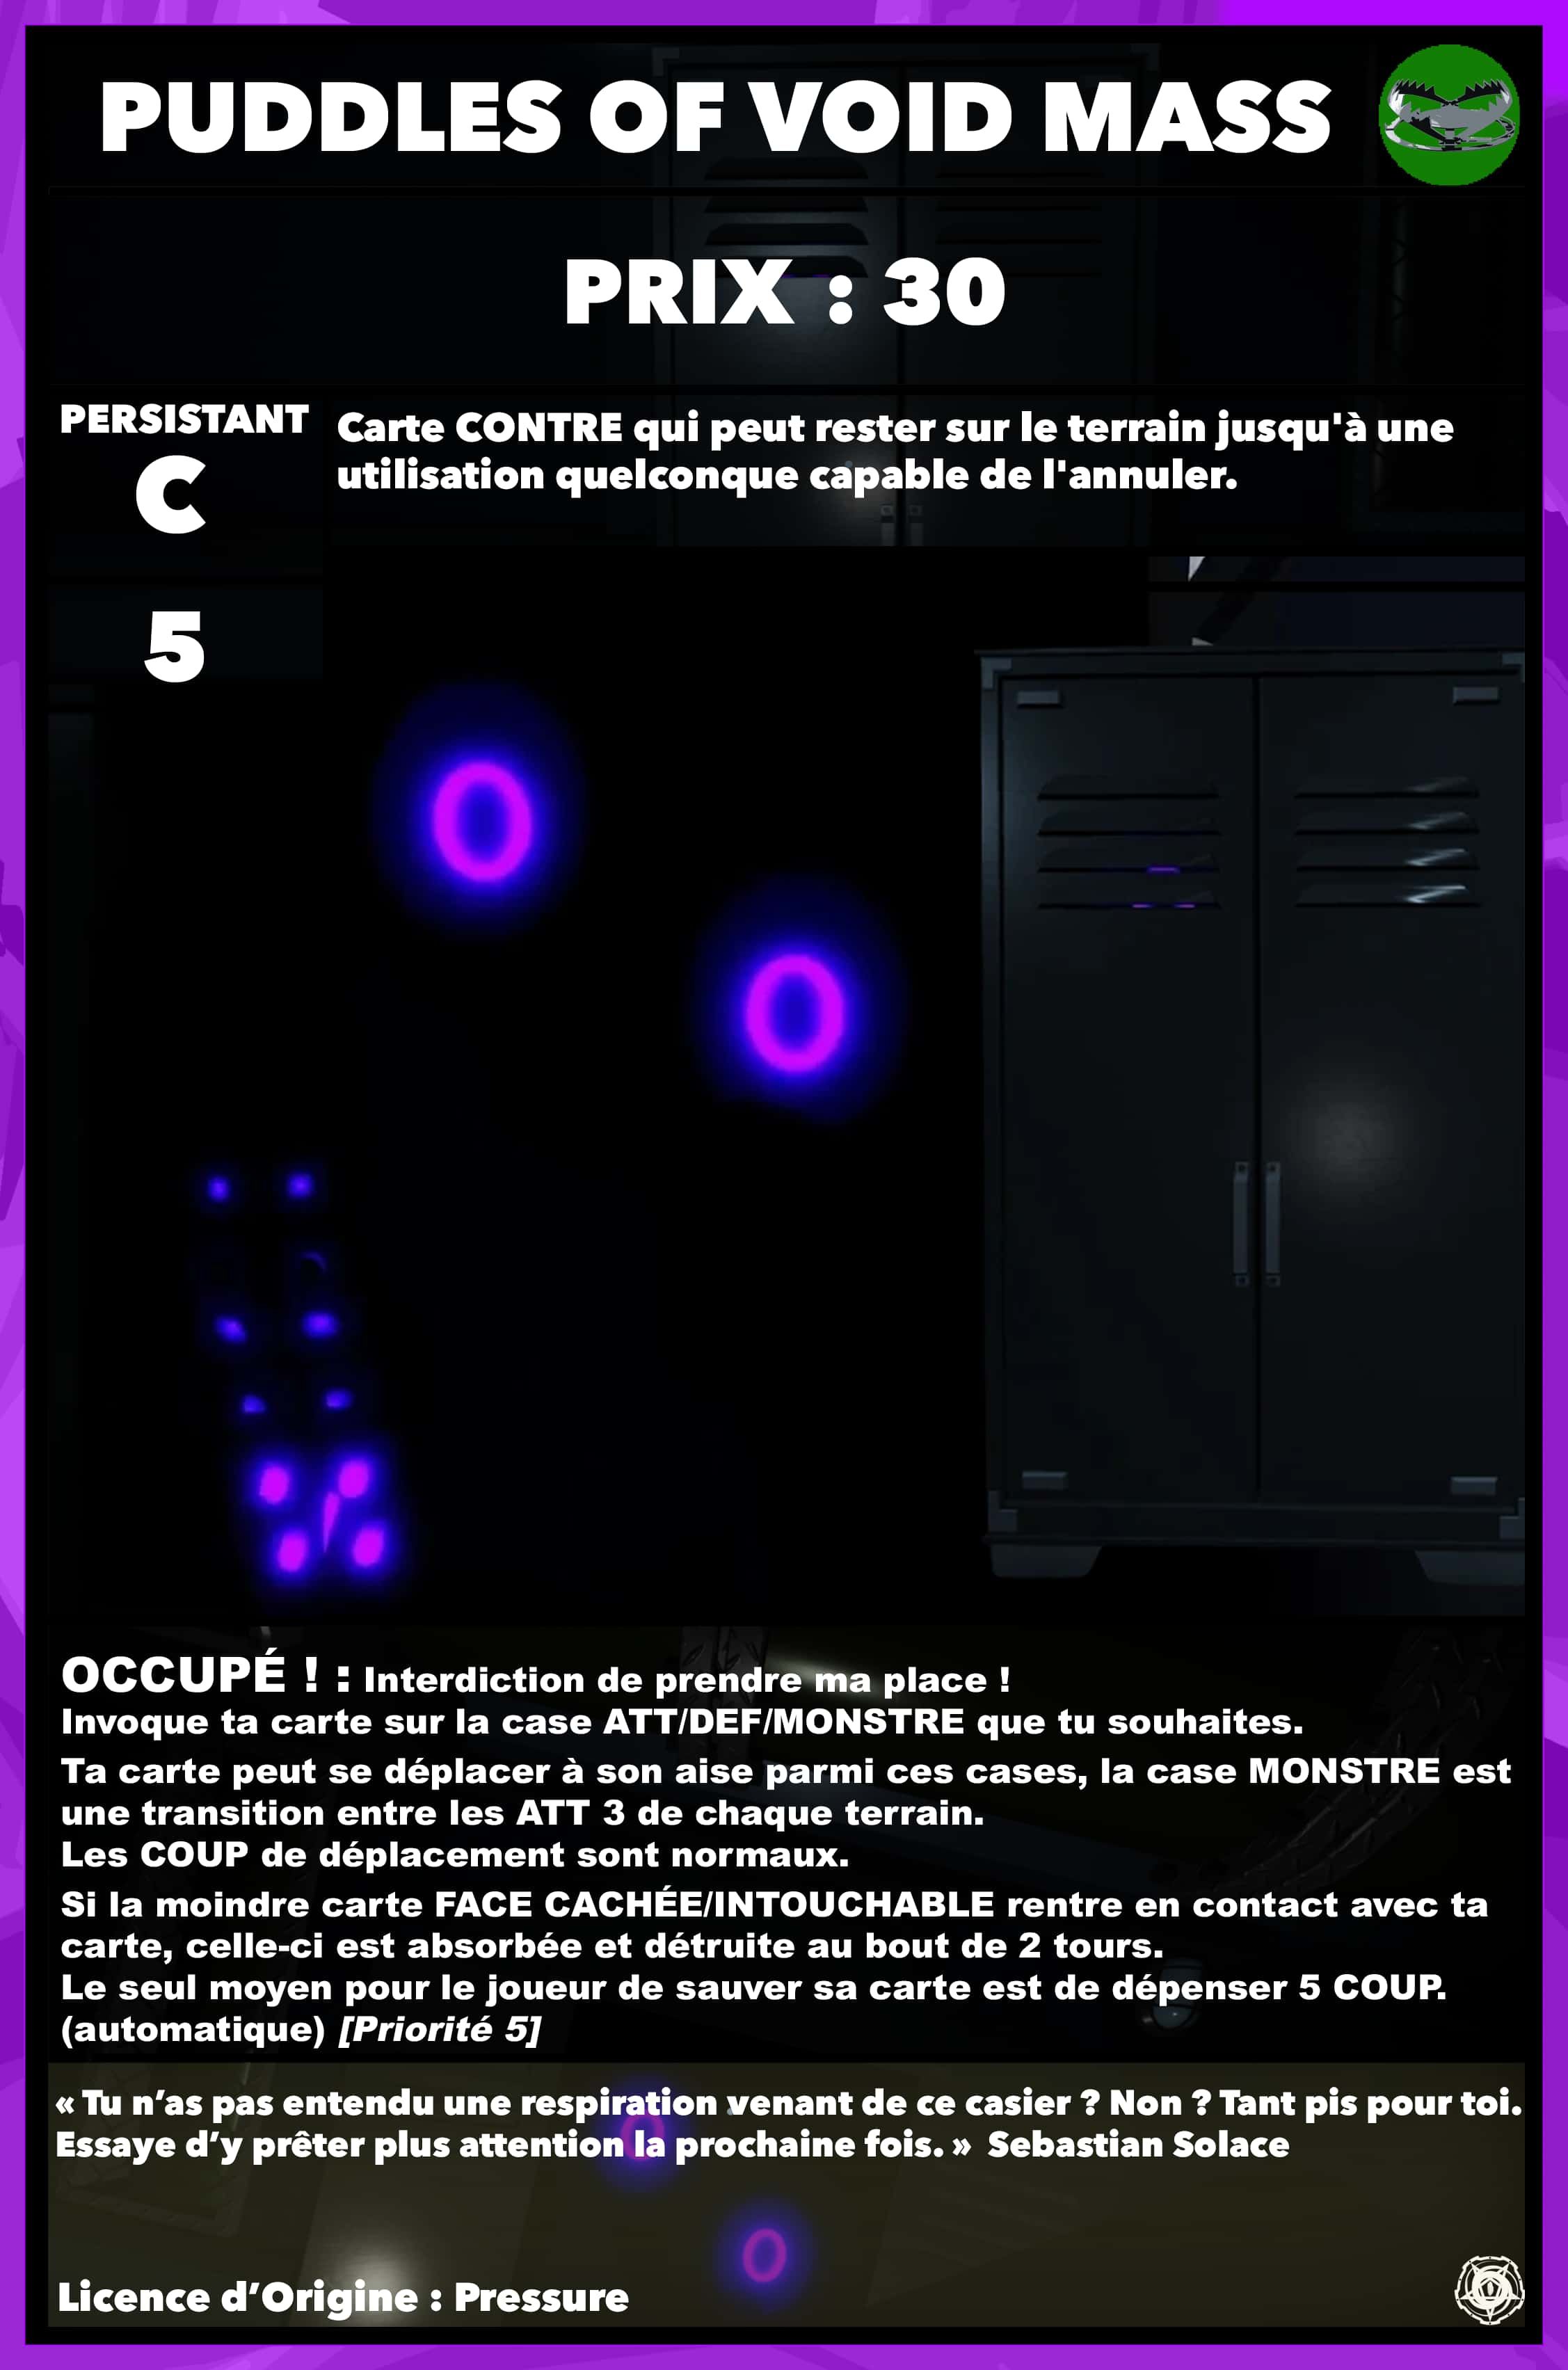 PUDDLES OF VOID MASS
PRIX : 30
PERSISTANT
C
Carte CONTRE qui peut rester sur le terrain jusqu'à une
utilisation quelconque capable de l'annuler.
5
OCCUPÉ ! : Interdiction de prendre ma place !
Invoque ta carte sur la case ATT/DEF/MONSTRE que tu souhaites.
Ta carte peut se déplacer à son aise parmi ces cases, la case MONSTRE est
une transition entre les ATT 3 de chaque terrain.
Les COUP de déplacement sont normaux.
Si la moindre carte FACE CACHÉE/INTOUCHABLE rentre en contact avec ta
carte, celle-ci est absorbée et détruite au bout de 2 tours.
Le seul moyen pour le joueur de sauver sa carte est de dépenser 5 COUP.
(automatique) [Priorité 5]
« Tu n’as pas entendu une respiration venant de ce casier ? Non ? Tant pis pour toi.
Essaye d’y prêter plus attention la prochaine fois. » Sebastian Solace
Licence d’Origine : Pressure